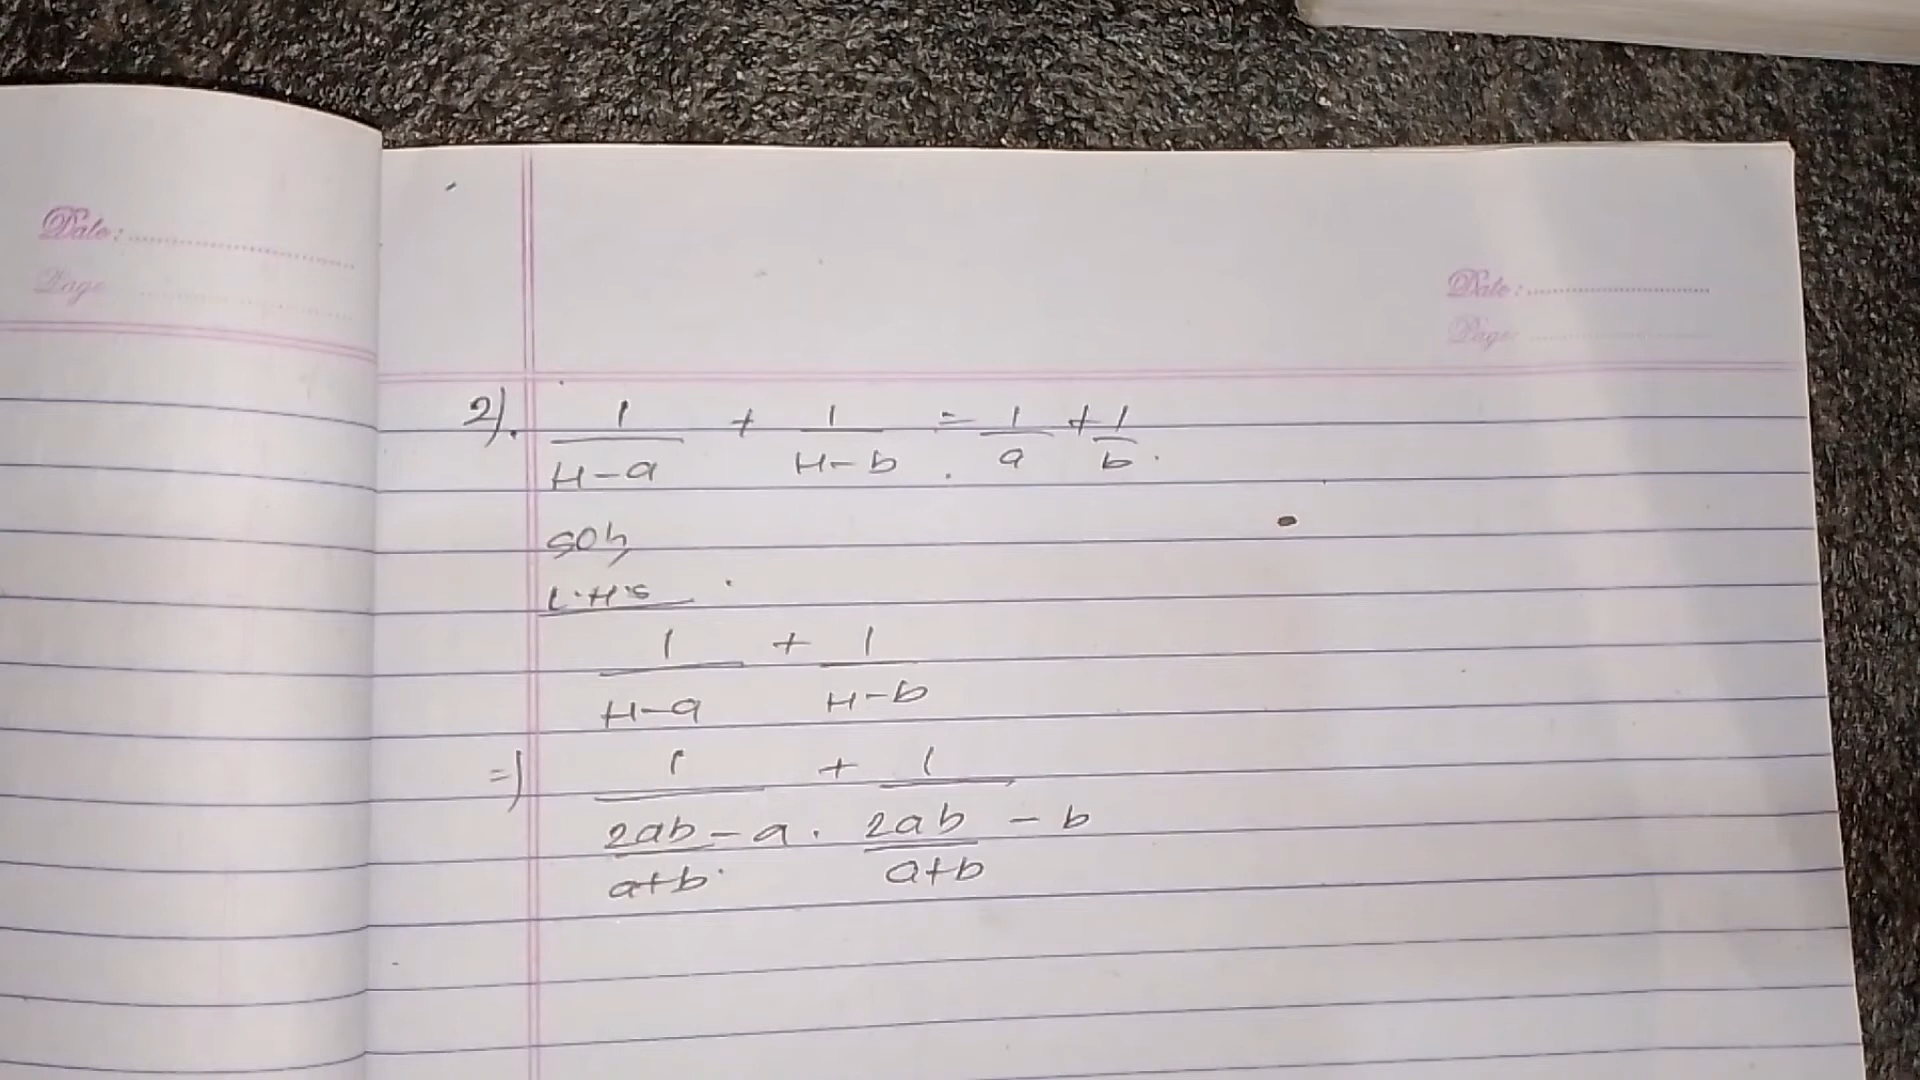 Date:
Page
Date:
Page:
2). 1/(H-a) + 1/(H-b) = 1/a + 1/b.
Soln
L.H.S
1/(H-a) + 1/(H-b)
=) 1/(2ab/(a+b) - a) + 1/(2ab/(a+b) - b)